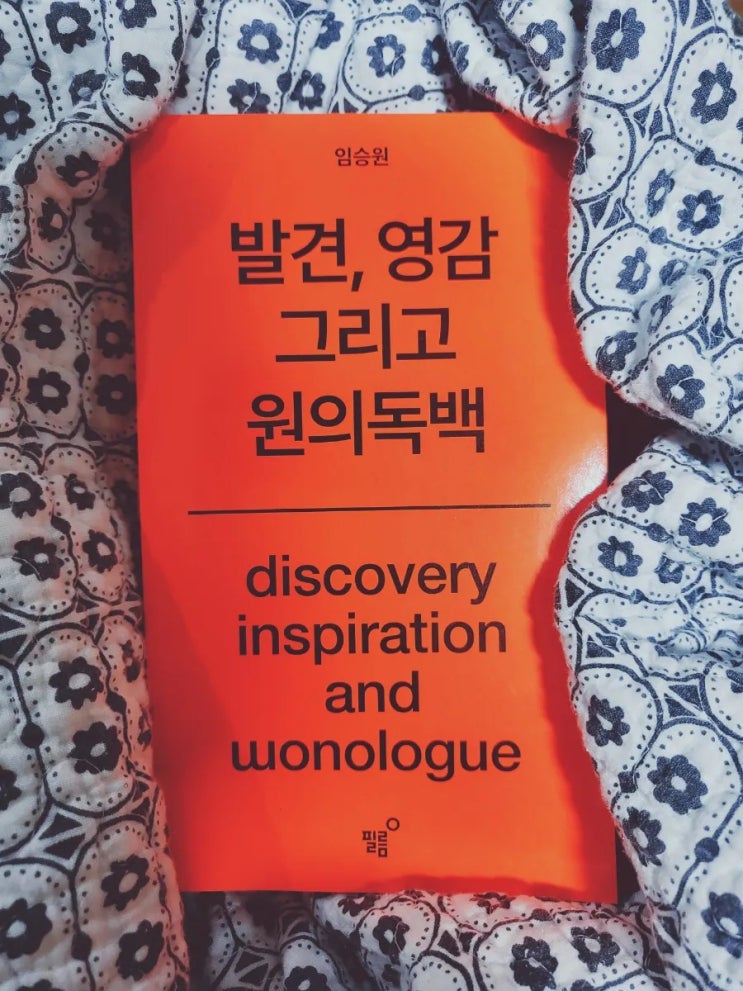 임승원
발견, 영감
그리고
원의독백
discovery
inspiration
and
wonologue
필름